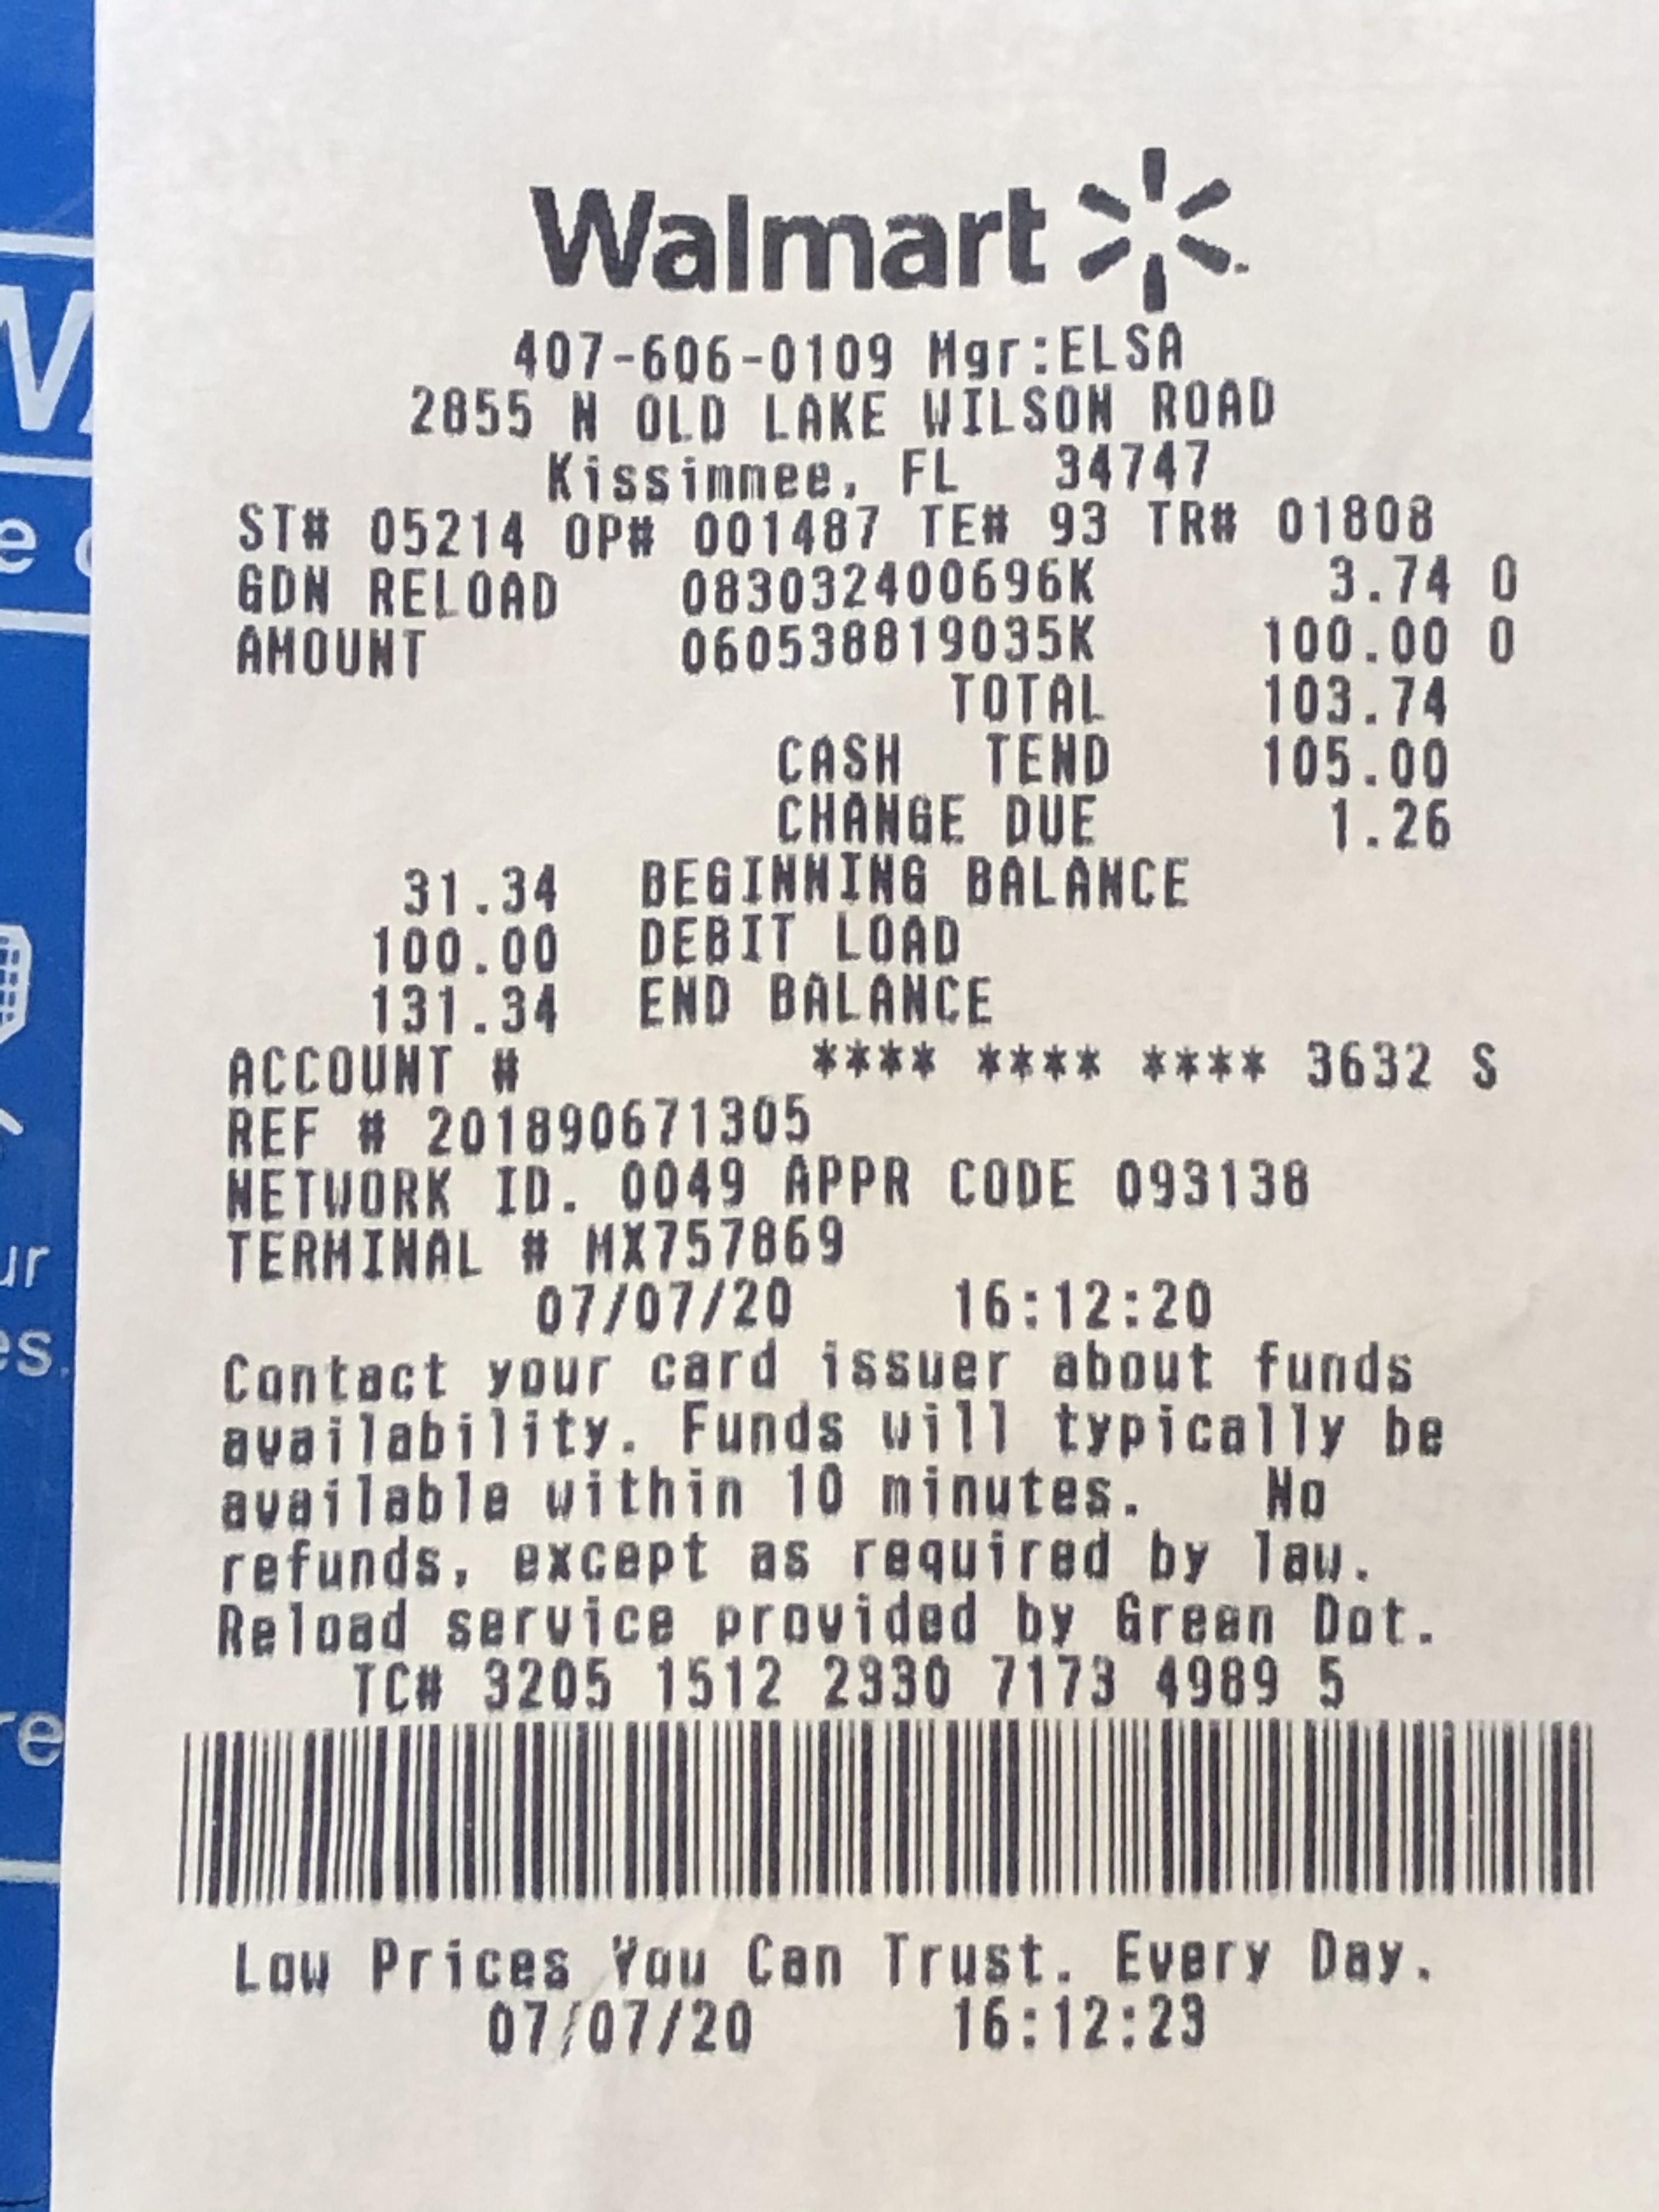 Walmart
407-606-0109 Mgr:ELSA
2855 N OLD LAKE WILSON ROAD
Kissimmee, FL 34747
ST# 05214 OP# 001487 TE# 93 TR# 01808
GDN RELOAD 083032400696K 3.74 O
AMOUNT 060538819035K 100.00 O
TOTAL 103.74
CASH TEND 105.00
CHANGE DUE 1.26
31.34 BEGINNING BALANCE
100.00 DEBIT LOAD
131.34 END BALANCE
ACCOUNT # **** **** **** 3632 S
REF # 201890671305
NETWORK ID. 0049 APPR CODE 093138
TERMINAL # MX757869
07/07/20 16:12:20
Contact your card issuer about funds
availability. Funds will typically be
available within 10 minutes. No
refunds, except as required by law.
Reload service provided by Green Dot.
TC# 3205 1512 2330 7173 4989 5
Low Prices You Can Trust. Every Day.
07/07/20 16:12:23